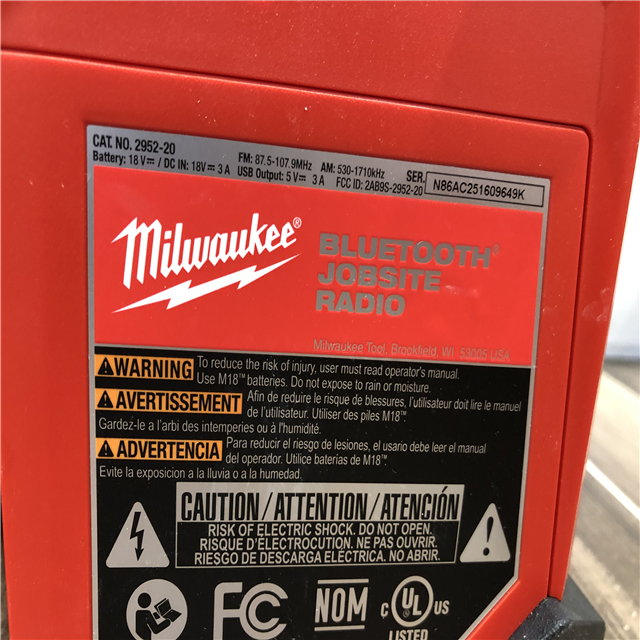 CAT. NO. 2952-20
Battery: 18 V⎓ / DC IN: 18V⎓ 3 A
FM: 87.5-107.9MHz AM: 530-1710kHz
USB Output: 5 V⎓ 3 A FCC ID: 2AB9S-2952-20
SER. N86AC251609649K
Milwaukee®
BLUETOOTH®
JOBSITE
RADIO
Milwaukee Tool, Brookfield, WI 53005 USA
WARNING To reduce the risk of injury, user must read operator's manual.
Use M18™ batteries. Do not expose to rain or moisture.
AVERTISSEMENT Afin de reduire le risque de blessures, l'utilisateur doit lire le manuel
de l'utilisateur. Utiliser des piles M18™.
Gardez-le a l'arbi des intemperies ou à l'humidité.
ADVERTENCIA Para reducir el riesgo de lesiones, el usario debe leer el manual
del operador. Utilice baterias de M18™.
Evite la exposicion a la lluvia o a la humedad.
CAUTION/ATTENTION/ATENCIÓN
RISK OF ELECTRIC SHOCK. DO NOT OPEN.
RISQUE D'ÉLECTROCUTION. NE PAS OUVRIR.
RIESGO DE DESCARGA ELÉCTRICA. NO ABRIR.
FC NOM c UL® us
LISTED